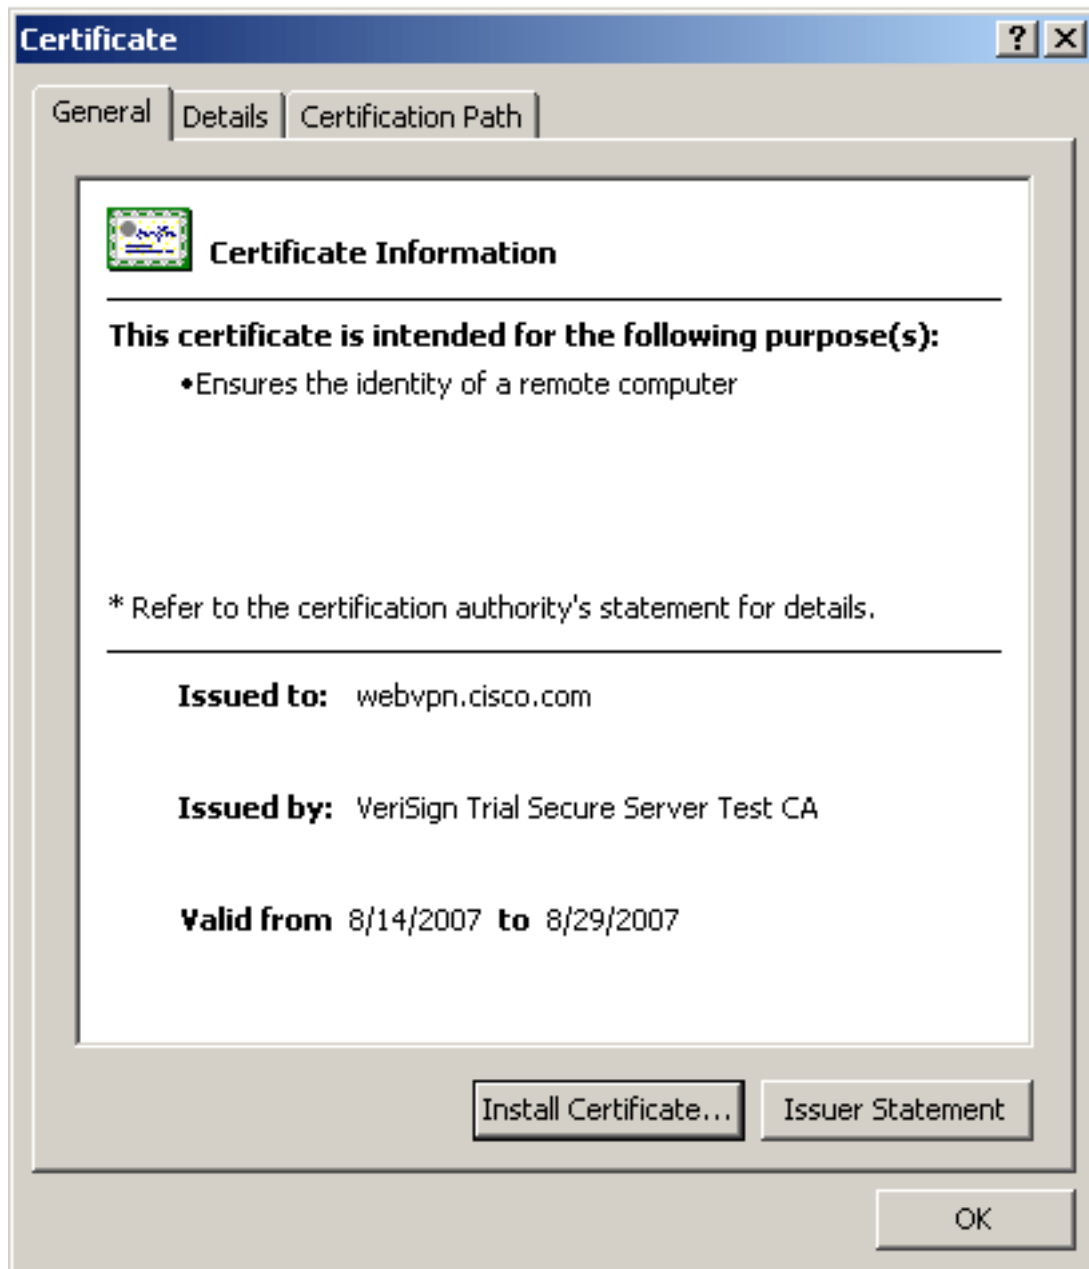 Certificate
General Details Certification Path
Certificate Information
This certificate is intended for the following purpose(s):
•Ensures the identity of a remote computer
* Refer to the certification authority's statement for details.
Issued to: webvpn.cisco.com
Issued by: VeriSign Trial Secure Server Test CA
Valid from 8/14/2007 to 8/29/2007
Install Certificate... Issuer Statement
OK